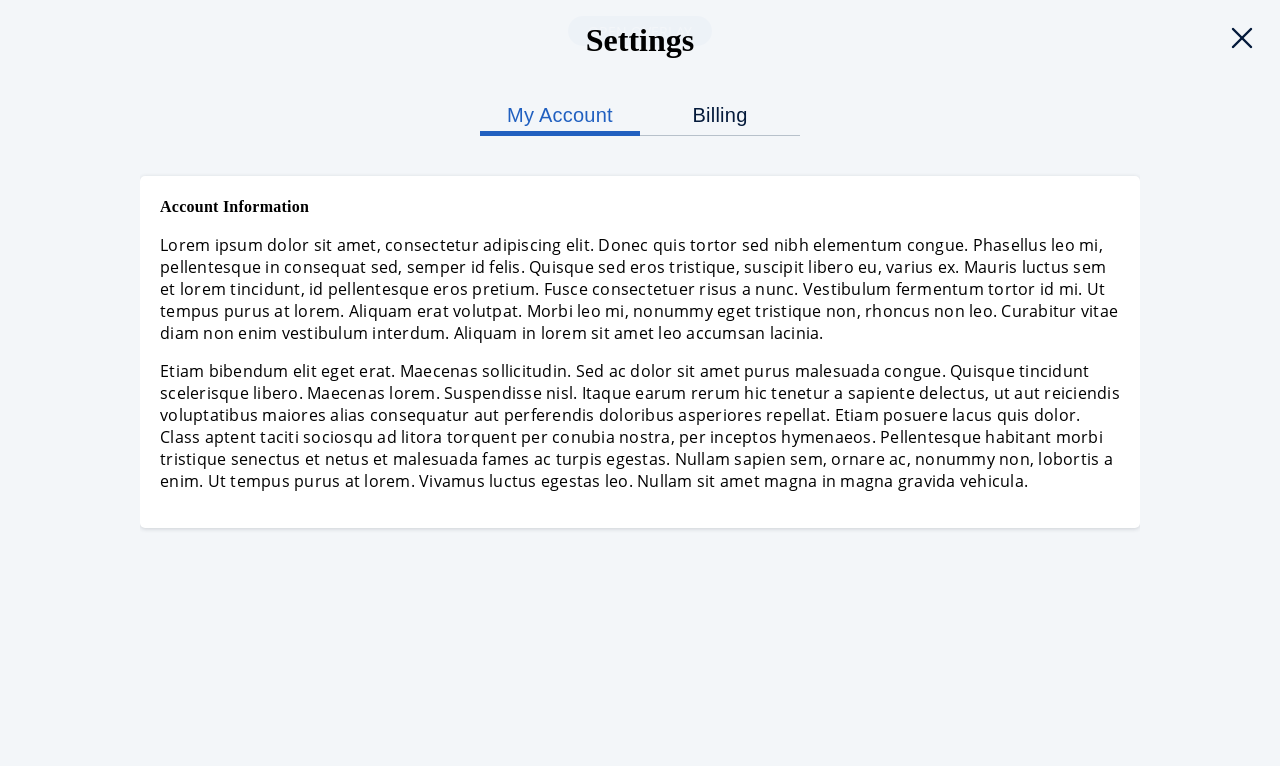 Settings
My Account
Billing
Account Information
Lorem ipsum dolor sit amet, consectetur adipiscing elit. Donec quis tortor sed nibh elementum congue. Phasellus leo mi,
pellentesque in consequat sed, semper id felis. Quisque sed eros tristique, suscipit libero eu, varius ex. Mauris luctus sem
et lorem tincidunt, id pellentesque eros pretium. Fusce consectetuer risus a nunc. Vestibulum fermentum tortor id mi. Ut
tempus purus at lorem. Aliquam erat volutpat. Morbi leo mi, nonummy eget tristique non, rhoncus non leo. Curabitur vitae
diam non enim vestibulum interdum. Aliquam in lorem sit amet leo accumsan lacinia.
Etiam bibendum elit eget erat. Maecenas sollicitudin. Sed ac dolor sit amet purus malesuada congue. Quisque tincidunt
scelerisque libero. Maecenas lorem. Suspendisse nisl. Itaque earum rerum hic tenetur a sapiente delectus, ut aut reiciendis
voluptatibus maiores alias consequatur aut perferendis doloribus asperiores repellat. Etiam posuere lacus quis dolor.
Class aptent taciti sociosqu ad litora torquent per conubia nostra, per inceptos hymenaeos. Pellentesque habitant morbi
tristique senectus et netus et malesuada fames ac turpis egestas. Nullam sapien sem, ornare ac, nonummy non, lobortis a
enim. Ut tempus purus at lorem. Vivamus luctus egestas leo. Nullam sit amet magna in magna gravida vehicula.